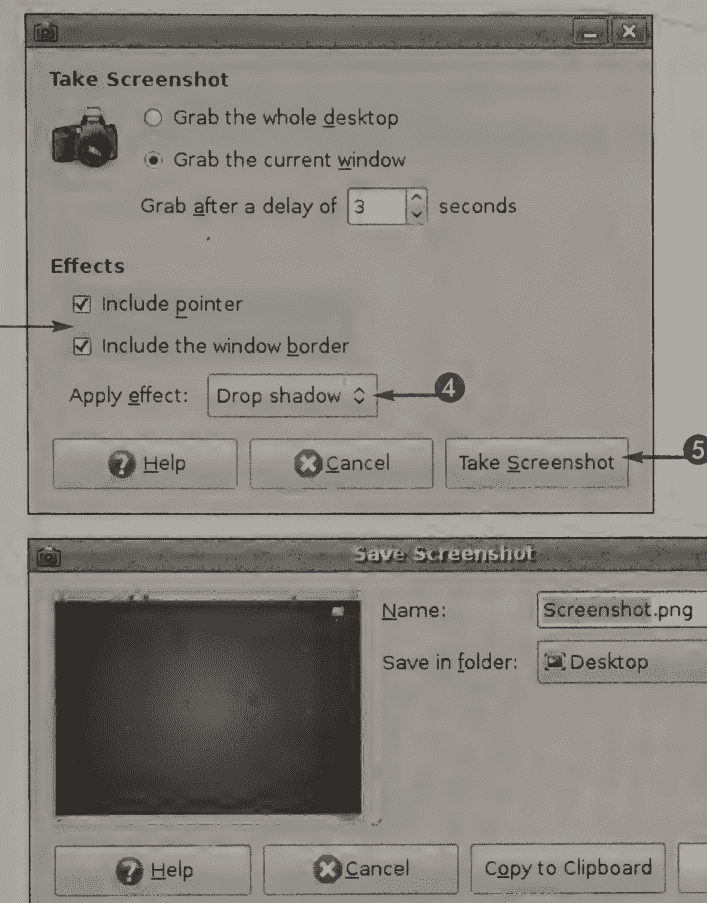 Take Screenshot
Grab the whole desktop
Grab the current window
Grab after a delay of 3 seconds
Effects
Include pointer
Include the window border
Apply effect: Drop shadow 4
Help Cancel Take Screenshot 5
Save Screenshot
Name: Screenshot.png
Save in folder: Desktop
Help Cancel Copy to Clipboard